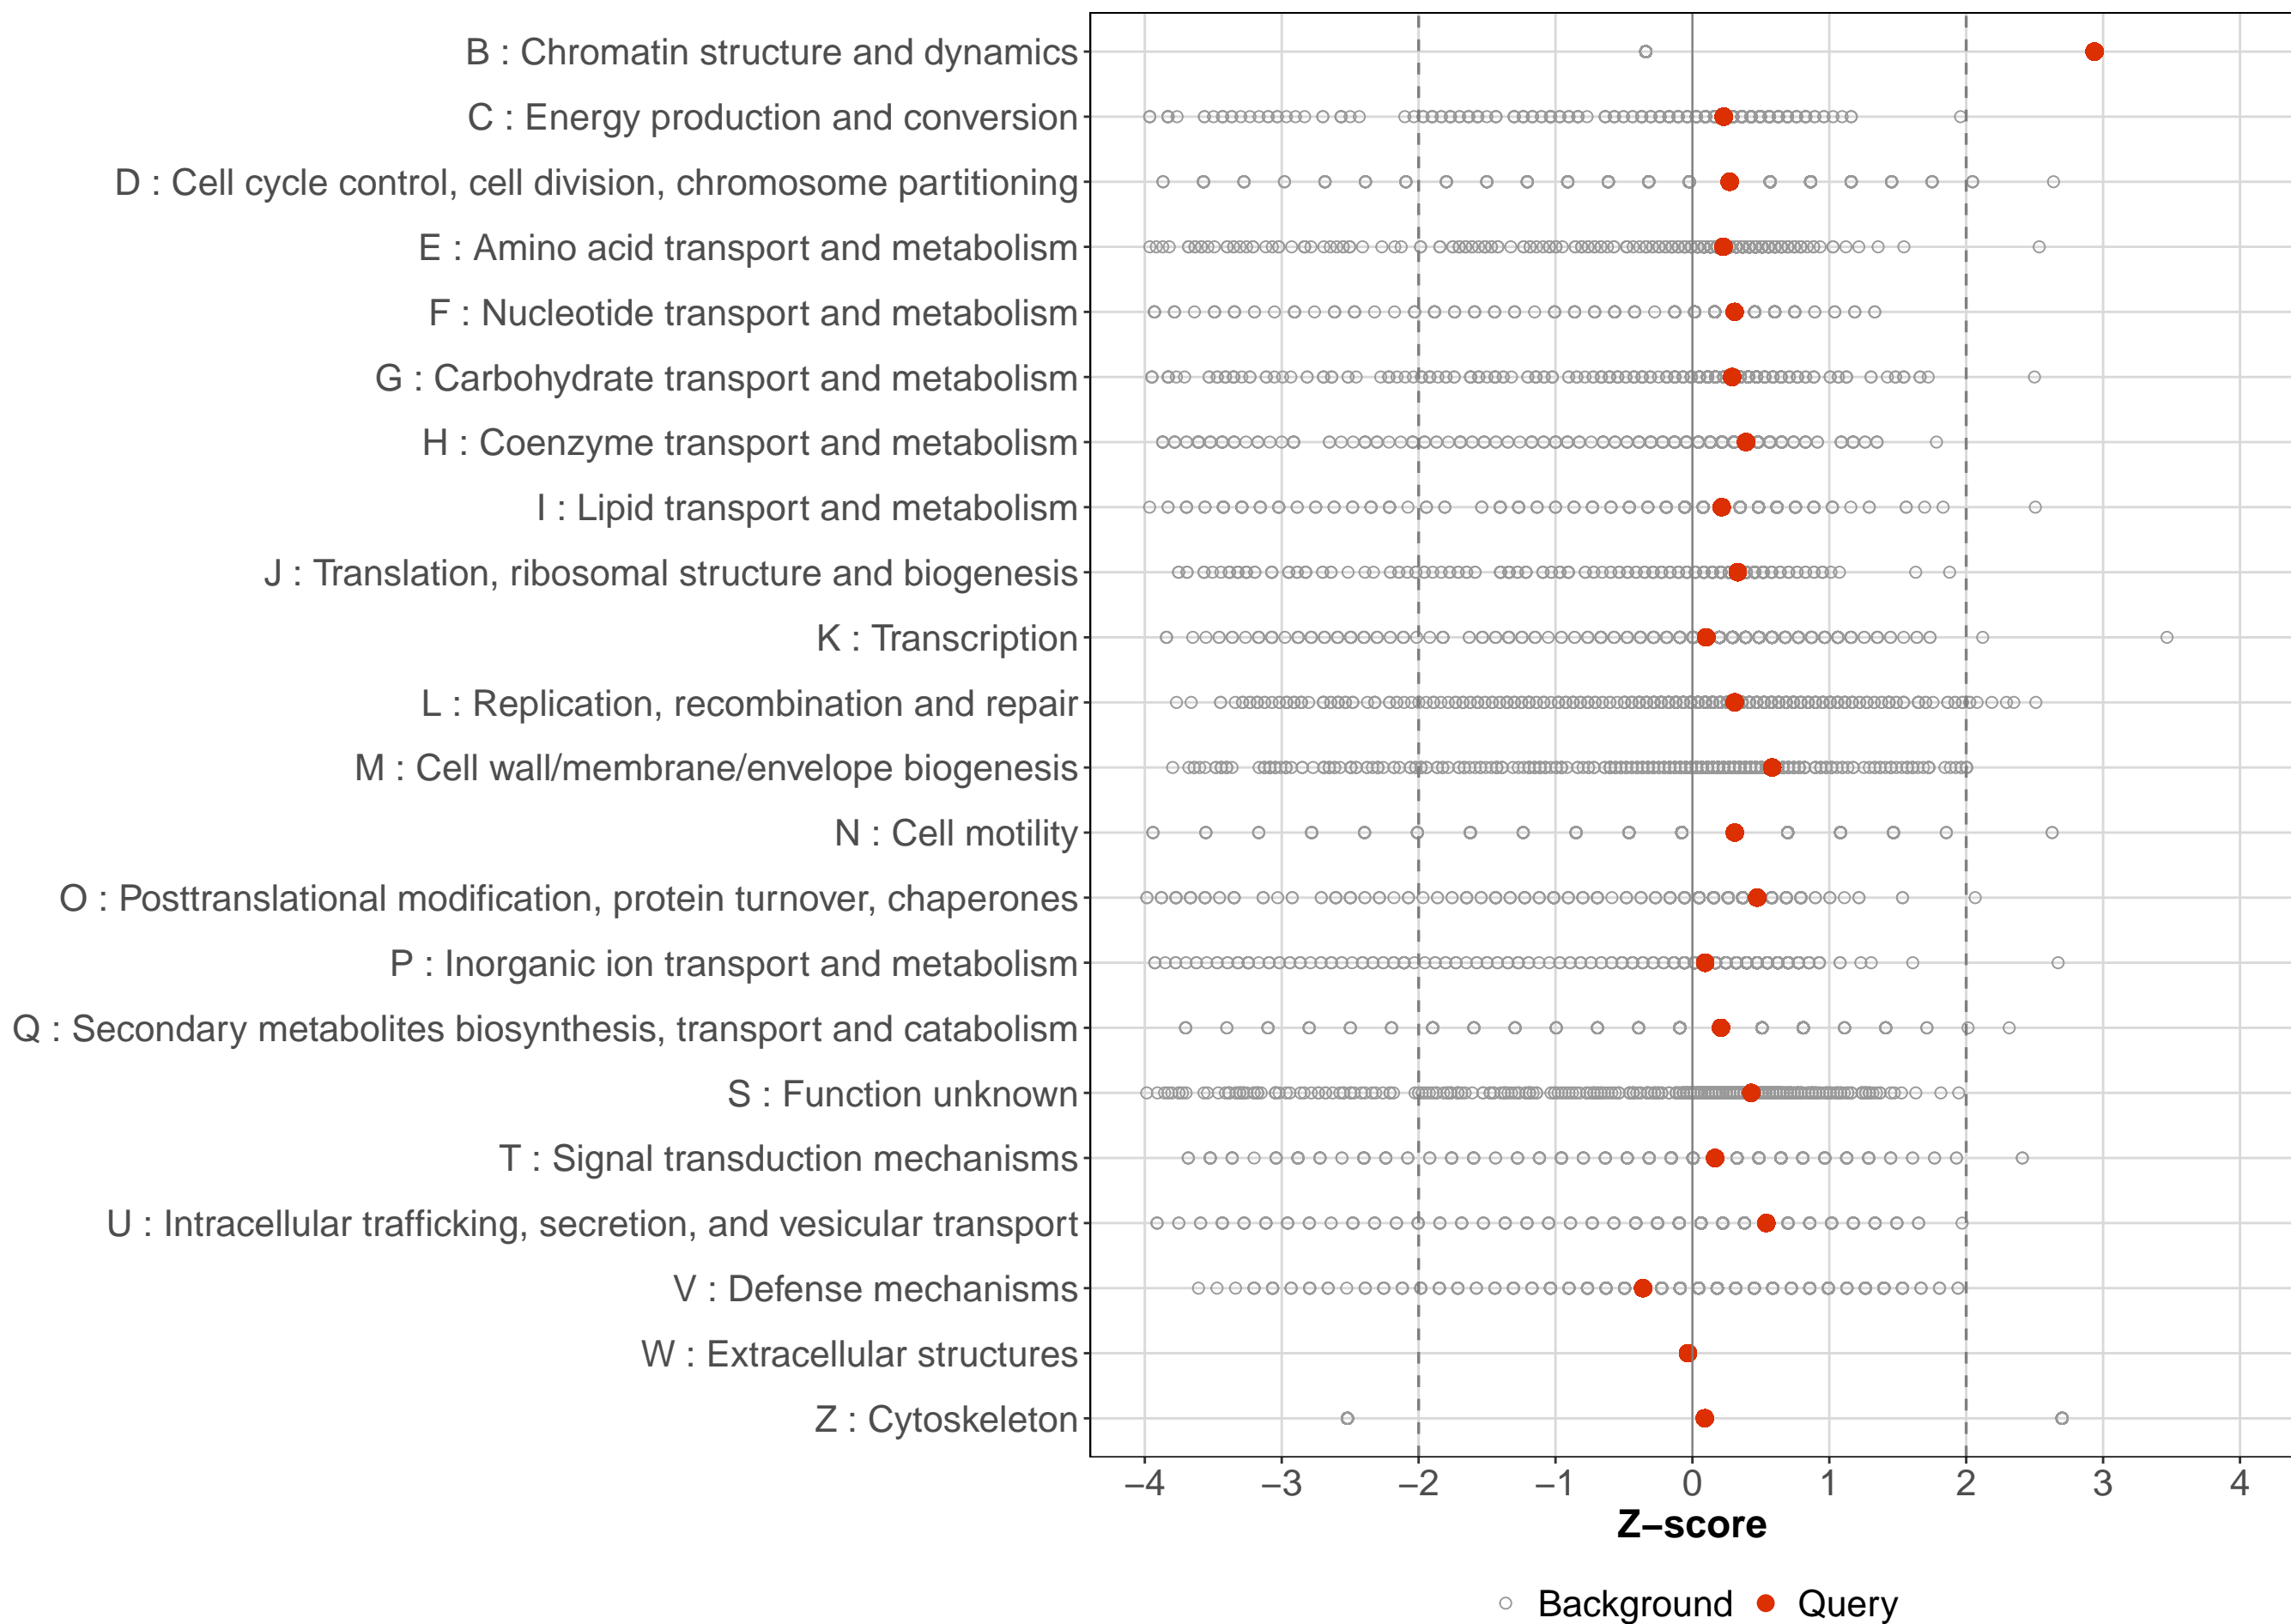 B : Chromatin structure and dynamics
C : Energy production and conversion
D : Cell cycle control, cell division, chromosome partitioning
E : Amino acid transport and metabolism
F : Nucleotide transport and metabolism
G : Carbohydrate transport and metabolism
H : Coenzyme transport and metabolism
I : Lipid transport and metabolism
J : Translation, ribosomal structure and biogenesis
K : Transcription
L : Replication, recombination and repair
M : Cell wall/membrane/envelope biogenesis
N : Cell motility
O : Posttranslational modification, protein turnover, chaperones
P : Inorganic ion transport and metabolism
Q : Secondary metabolites biosynthesis, transport and catabolism
S : Function unknown
T : Signal transduction mechanisms
U : Intracellular trafficking, secretion, and vesicular transport
V : Defense mechanisms
W : Extracellular structures
Z : Cytoskeleton
−4 −3 −2 −1 0 1 2 3 4
Z−score
Background Query